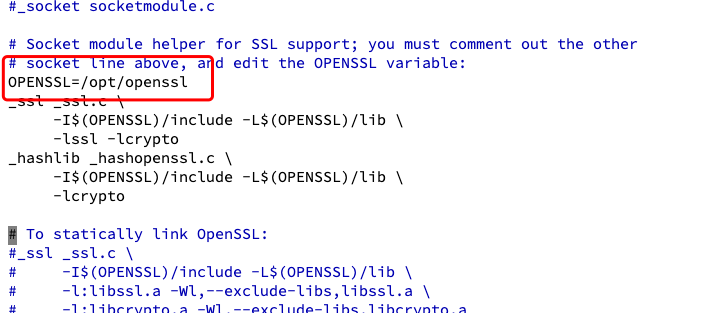 #_socket socketmodule.c
# Socket module helper for SSL support; you must comment out the other
# socket line above, and edit the OPENSSL variable:
OPENSSL=/opt/openssl
_ssl _ssl.c \
-I$(OPENSSL)/include -L$(OPENSSL)/lib \
-lssl -lcrypto
_hashlib _hashopenssl.c \
-I$(OPENSSL)/include -L$(OPENSSL)/lib \
-lcrypto
# To statically link OpenSSL:
#_ssl _ssl.c \
#     -I$(OPENSSL)/include -L$(OPENSSL)/lib \
#     -l:libssl.a -Wl,--exclude-libs,libssl.a \
#     -l:libcrypto.a -Wl,--exclude-libs,libcrypto.a